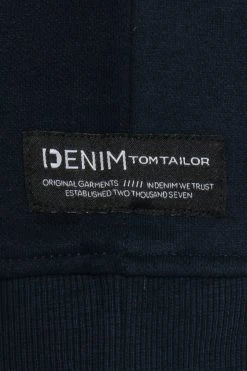 DENIM TOM TAILOR
ORIGINAL GARMENTS ///// IN DENIM WE TRUST
ESTABLISHED TWO THOUSAND SEVEN